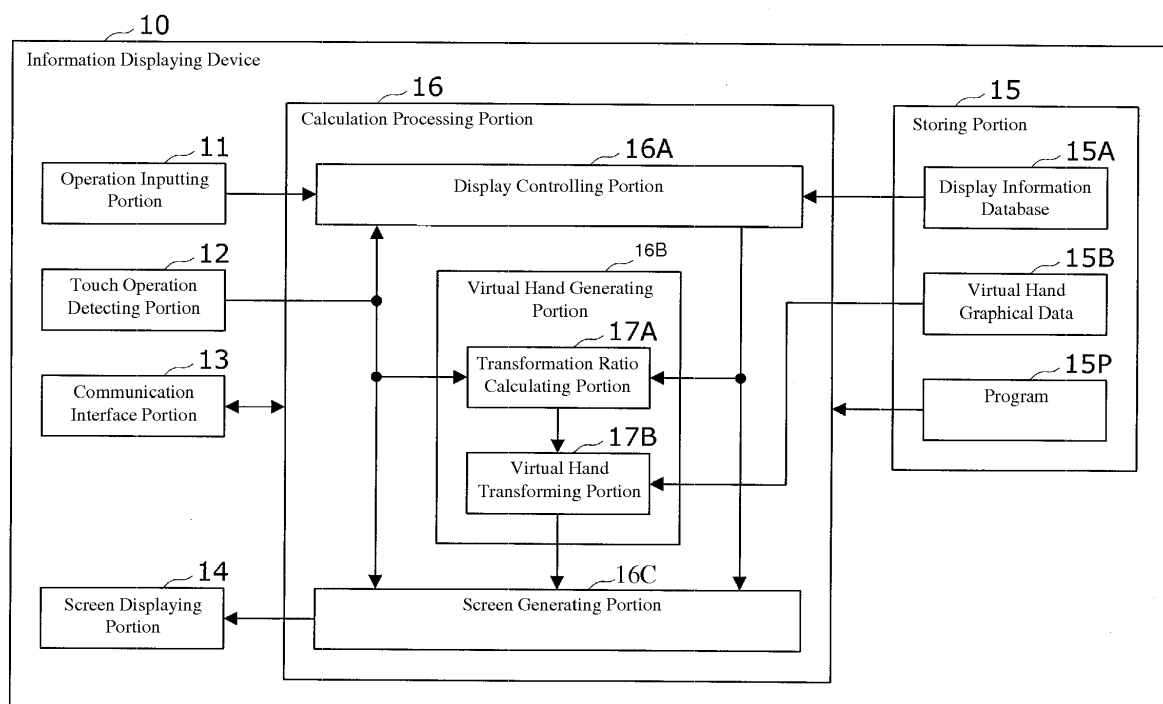 10
Information Displaying Device
16
Calculation Processing Portion
15
Storing Portion
11
Operation Inputting
Portion
16A
Display Controlling Portion
15A
Display Information
Database
12
Touch Operation
Detecting Portion
16B
Virtual Hand Generating
Portion
15B
Virtual Hand
Graphical Data
17A
Transformation Ratio
Calculating Portion
13
Communication
Interface Portion
15P
Program
17B
Virtual Hand
Transforming Portion
14
Screen Displaying
Portion
16C
Screen Generating Portion